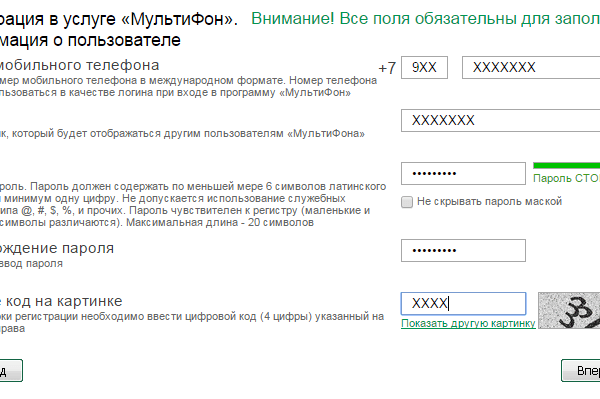 рация в услуге «МультиФон». Внимание! Все поля обязательны для запол
мация о пользователе
мобильного телефона +7 9XX XXXXXXX
мер мобильного телефона в международном формате. Номер телефона
льзоваться в качестве логина при входе в программу «МультиФон»
XXXXXXX
к, который будет отображаться другим пользователям «МультиФона»
•••••••••
Пароль СТО
роль. Пароль должен содержать по меньшей мере 6 символов латинского
минимум одну цифру. Не допускается использование служебных
Не скрывать пароль маской
ипа @, #, $, %, и прочих. Пароль чувствителен к регистру (маленькие и
символы различаются). Максимальная длина - 20 символов
ождение пароля •••••••••
ввод пароля
е код на картинке XXXX
ки регистрации необходимо ввести цифровой код (4 цифры) указанный на
рава
Показать другую картинку
д Впер